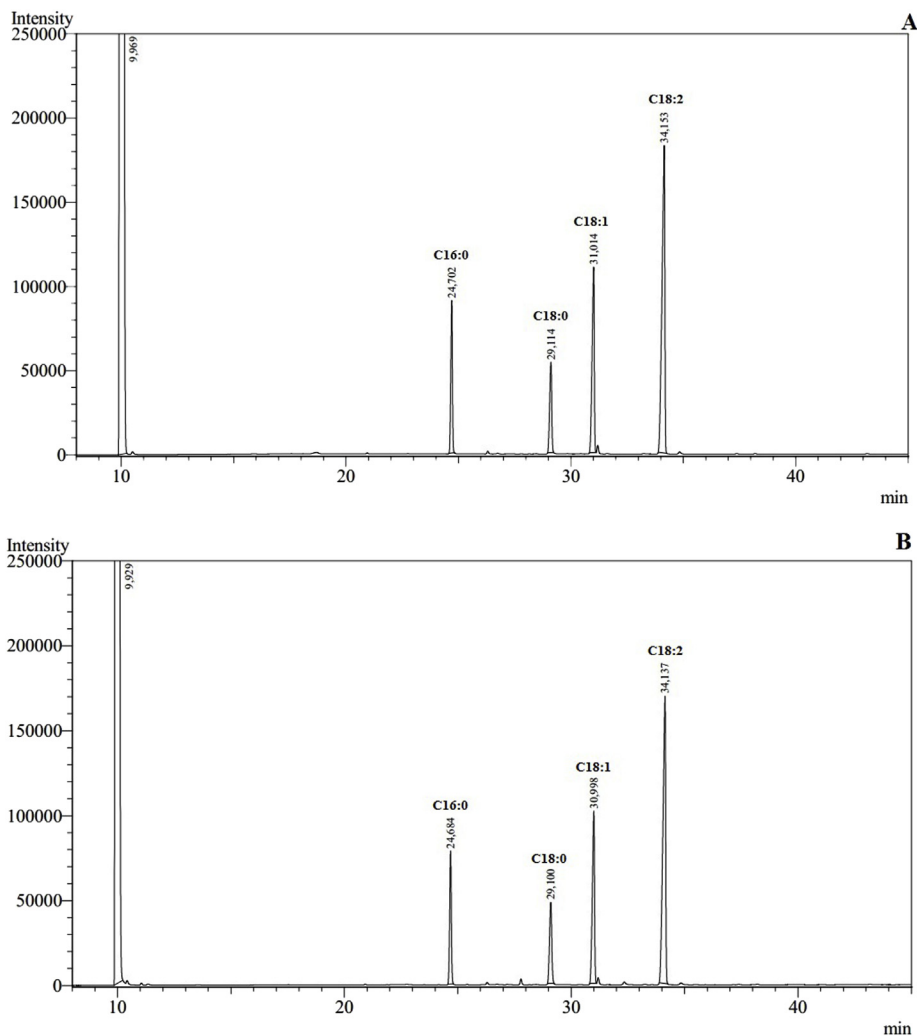 Intensity
A
250000
200000
150000
100000
50000
0
9,969
C16:0
24,702
C18:0
29,114
C18:1
31,014
C18:2
34,153
10
20
30
40
min
Intensity
B
250000
200000
150000
100000
50000
0
9,929
C16:0
24,684
C18:0
29,100
C18:1
30,998
C18:2
34,137
10
20
30
40
min